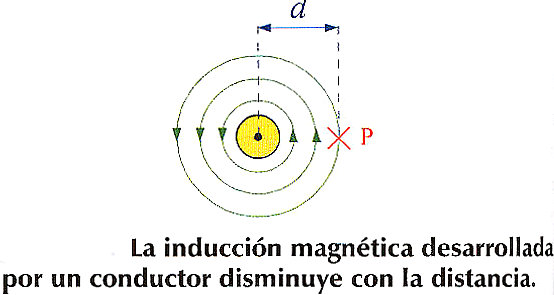 d
P
La inducción magnética desarrollada
por un conductor disminuye con la distancia.